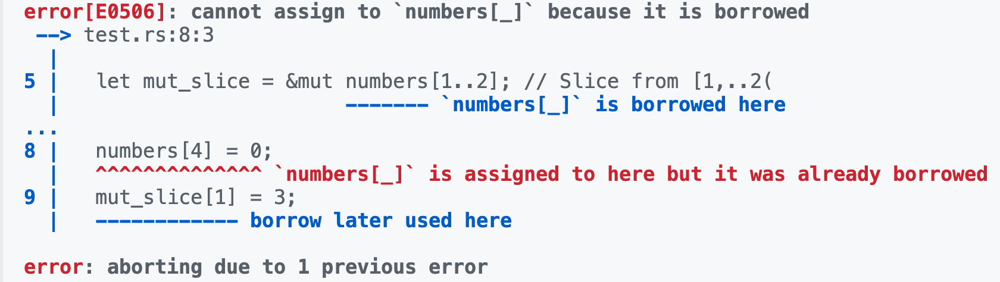 error[E0506]: cannot assign to `numbers[_]` because it is borrowed
 --> test.rs:8:3
  |
5 |   let mut_slice = &mut numbers[1..2]; // Slice from [1,..2(
  |                        ------- `numbers[_]` is borrowed here
...
8 |   numbers[4] = 0;
  |   ^^^^^^^^^^^^^^ `numbers[_]` is assigned to here but it was already borrowed
9 |   mut_slice[1] = 3;
  |   ------------ borrow later used here

error: aborting due to 1 previous error